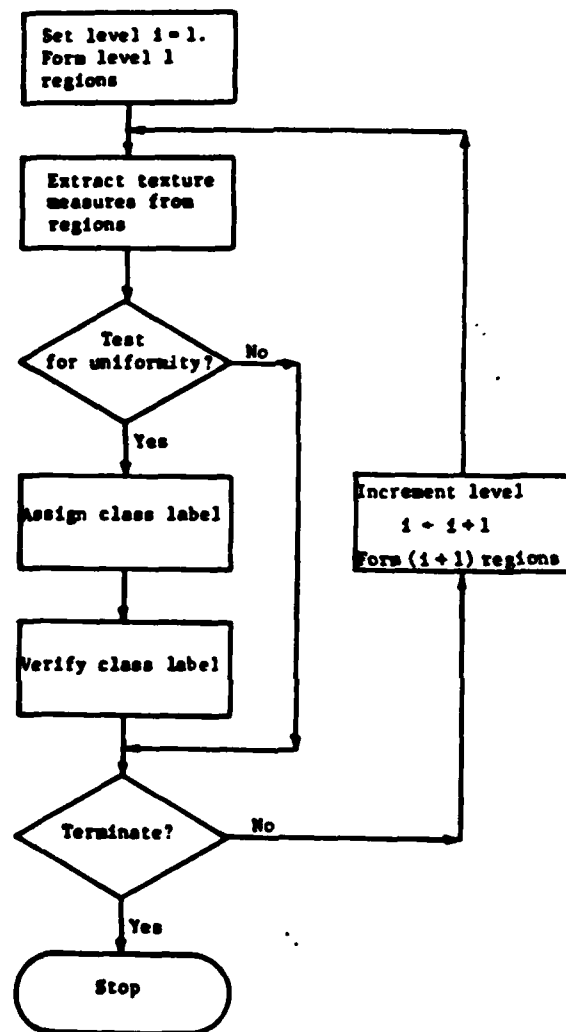 Set level i = 1.
Form level 1
regions
Extract texture
measures from
regions
Test
for uniformity?
No
Yes
Assign class label
Increment level
i ← i + 1
Form (i + 1) regions
Verify class label
Terminate?
No
Yes
Stop